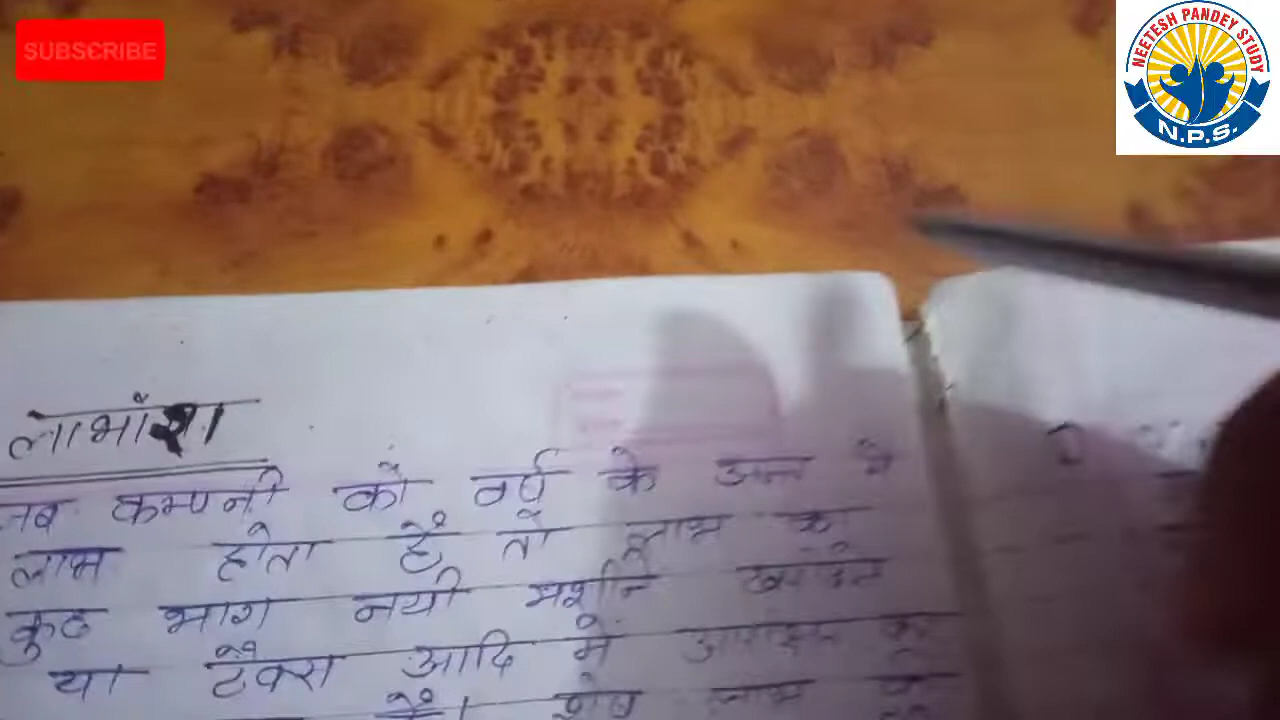 SUBSCRIBE
NEETESH PANDEY STUDY
N.P.S.
लाभांश
जब कम्पनी को वर्ष के अन्त में
लाभ होता है, तो लाभ का
कुछ भाग नयी मशीन खरीदने
या टैक्स आदि में
है। शेष लाभ को